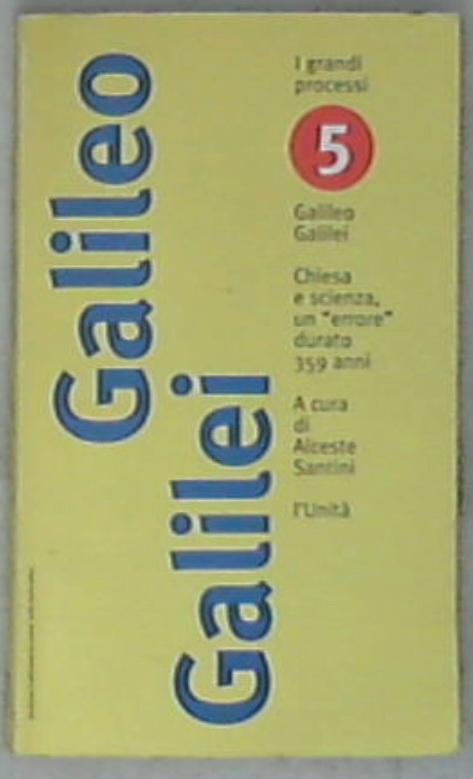 Galileo
Galilei
I grandi
processi
5
Galileo
Galilei
Chiesa
e scienza,
un "errore"
durato
359 anni
A cura
di
Alceste
Santini
l'Unità